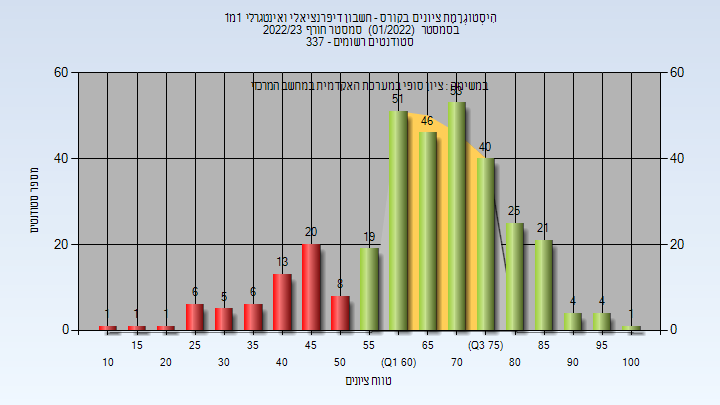 הִיסְטוֹגְרָמַת ציונים בקורס - חשבון דיפרנציאלי ואינטגרלי 1מ1
בסמסטר (01/2022) סמסטר חורף 2022/23
סטודנטים רשומים - 337
במשימה : ציון סופי במערכת האקדמית במחשב המרכזי
מספר סטודנטים
60 60
40 40
20 20
0 0
1 1 1 6 5 6 13 20 8 19 51 46 53 40 25 21 4 4 1
15 25 35 45 55 65 (Q3 75) 85 95
10 20 30 40 50 (Q1 60) 70 80 90 100
טווח ציונים